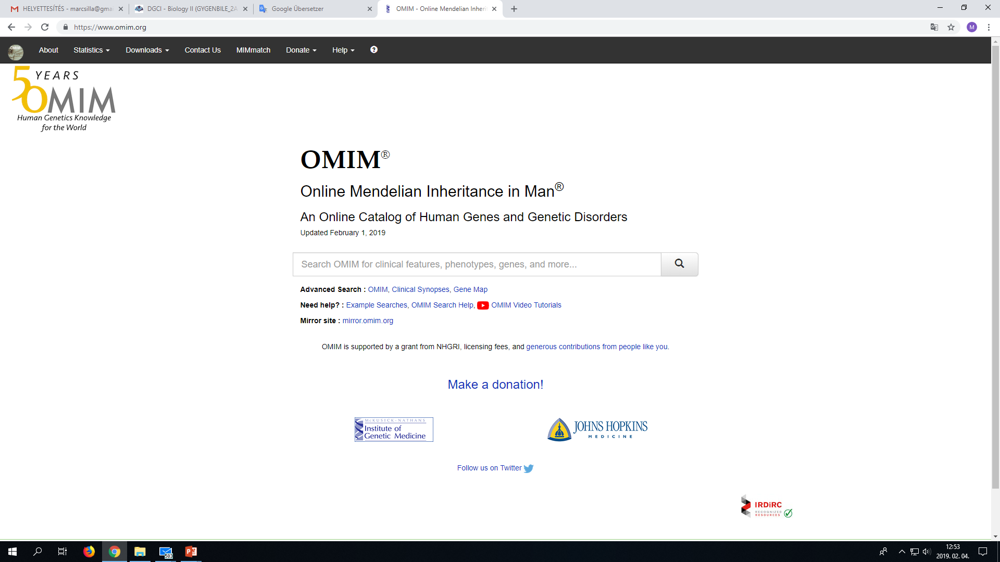 HELYETTESÍTÉS - marcsilla@gma
DGCI - Biology II (GYGENBILE_2A
Google Übersetzer
OMIM - Online Mendelian Inheri
https://www.omim.org
M
OMIM
About Statistics Downloads Contact Us MIMmatch Donate Help
50 YEARS
OMIM
Human Genetics Knowledge
for the World
OMIM®
Online Mendelian Inheritance in Man®
An Online Catalog of Human Genes and Genetic Disorders
Updated February 1, 2019
Search OMIM for clinical features, phenotypes, genes, and more...
Advanced Search : OMIM, Clinical Synopses, Gene Map
Need help? : Example Searches, OMIM Search Help, OMIM Video Tutorials
Mirror site : mirror.omim.org
OMIM is supported by a grant from NHGRI, licensing fees, and generous contributions from people like you.
Make a donation!
McKUSICK-NATHANS
Institute of
Genetic Medicine
JOHNS HOPKINS
MEDICINE
Follow us on Twitter
IRDiRC
RECOGNIZED
RESOURCES
583
12:53
2019. 02. 04.